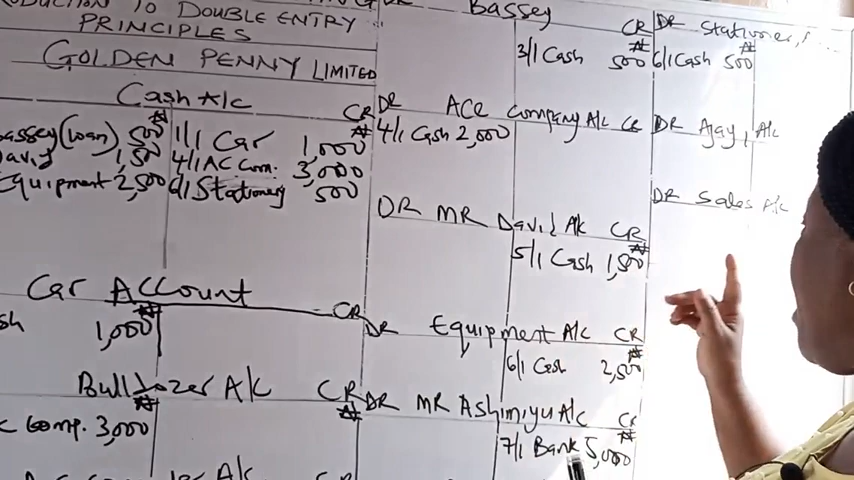 TO DOUBLE ENTRY
PRINCIPLES
GOLDEN PENNY LIMITED
Cash A/c
CR
₦ ₦
Bassey (loan) 500 1/1 Car 1,000
David 1,500 4/1 AC Com. 3,000
Equipment 2,500 6/1 Stationery 500
Car Account
CR
₦
1,000
Bulldozer A/c CR
₦ ₦
Comp. 3,000
A/c CR
Bassey
CR
₦
3/1 Cash 500
DR ACE Company A/c CR
4/1 Cash 2,000
DR MR David A/c CR
₦
5/1 Cash 1,500
DR Equipment A/c CR
₦
6/1 Cash 2,500
DR MR Ashimiyu A/c CR
₦
7/1 Bank 5,000
DR
₦
6/1 Cash 500
DR Ajayi A/c
DR Sales A/c